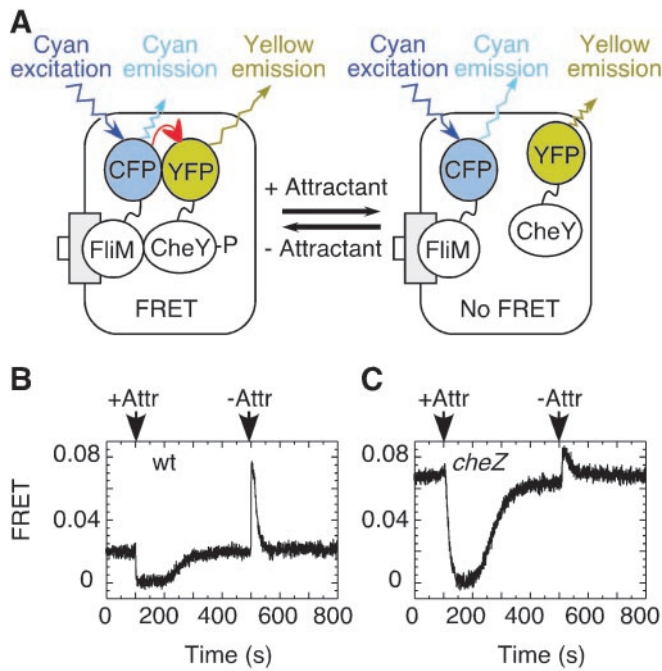 A
Cyan excitation
Cyan emission
Yellow emission
Cyan excitation
Cyan emission
Yellow emission
CFP
YFP
FliM
CheY
-P
FRET
+ Attractant
- Attractant
CFP
YFP
FliM
CheY
No FRET
B
+Attr
-Attr
wt
0.08
0.04
0
FRET
0 200 400 600 800
Time (s)
C
+Attr
-Attr
cheZ
0.08
0.04
0
0 200 400 600 800
Time (s)